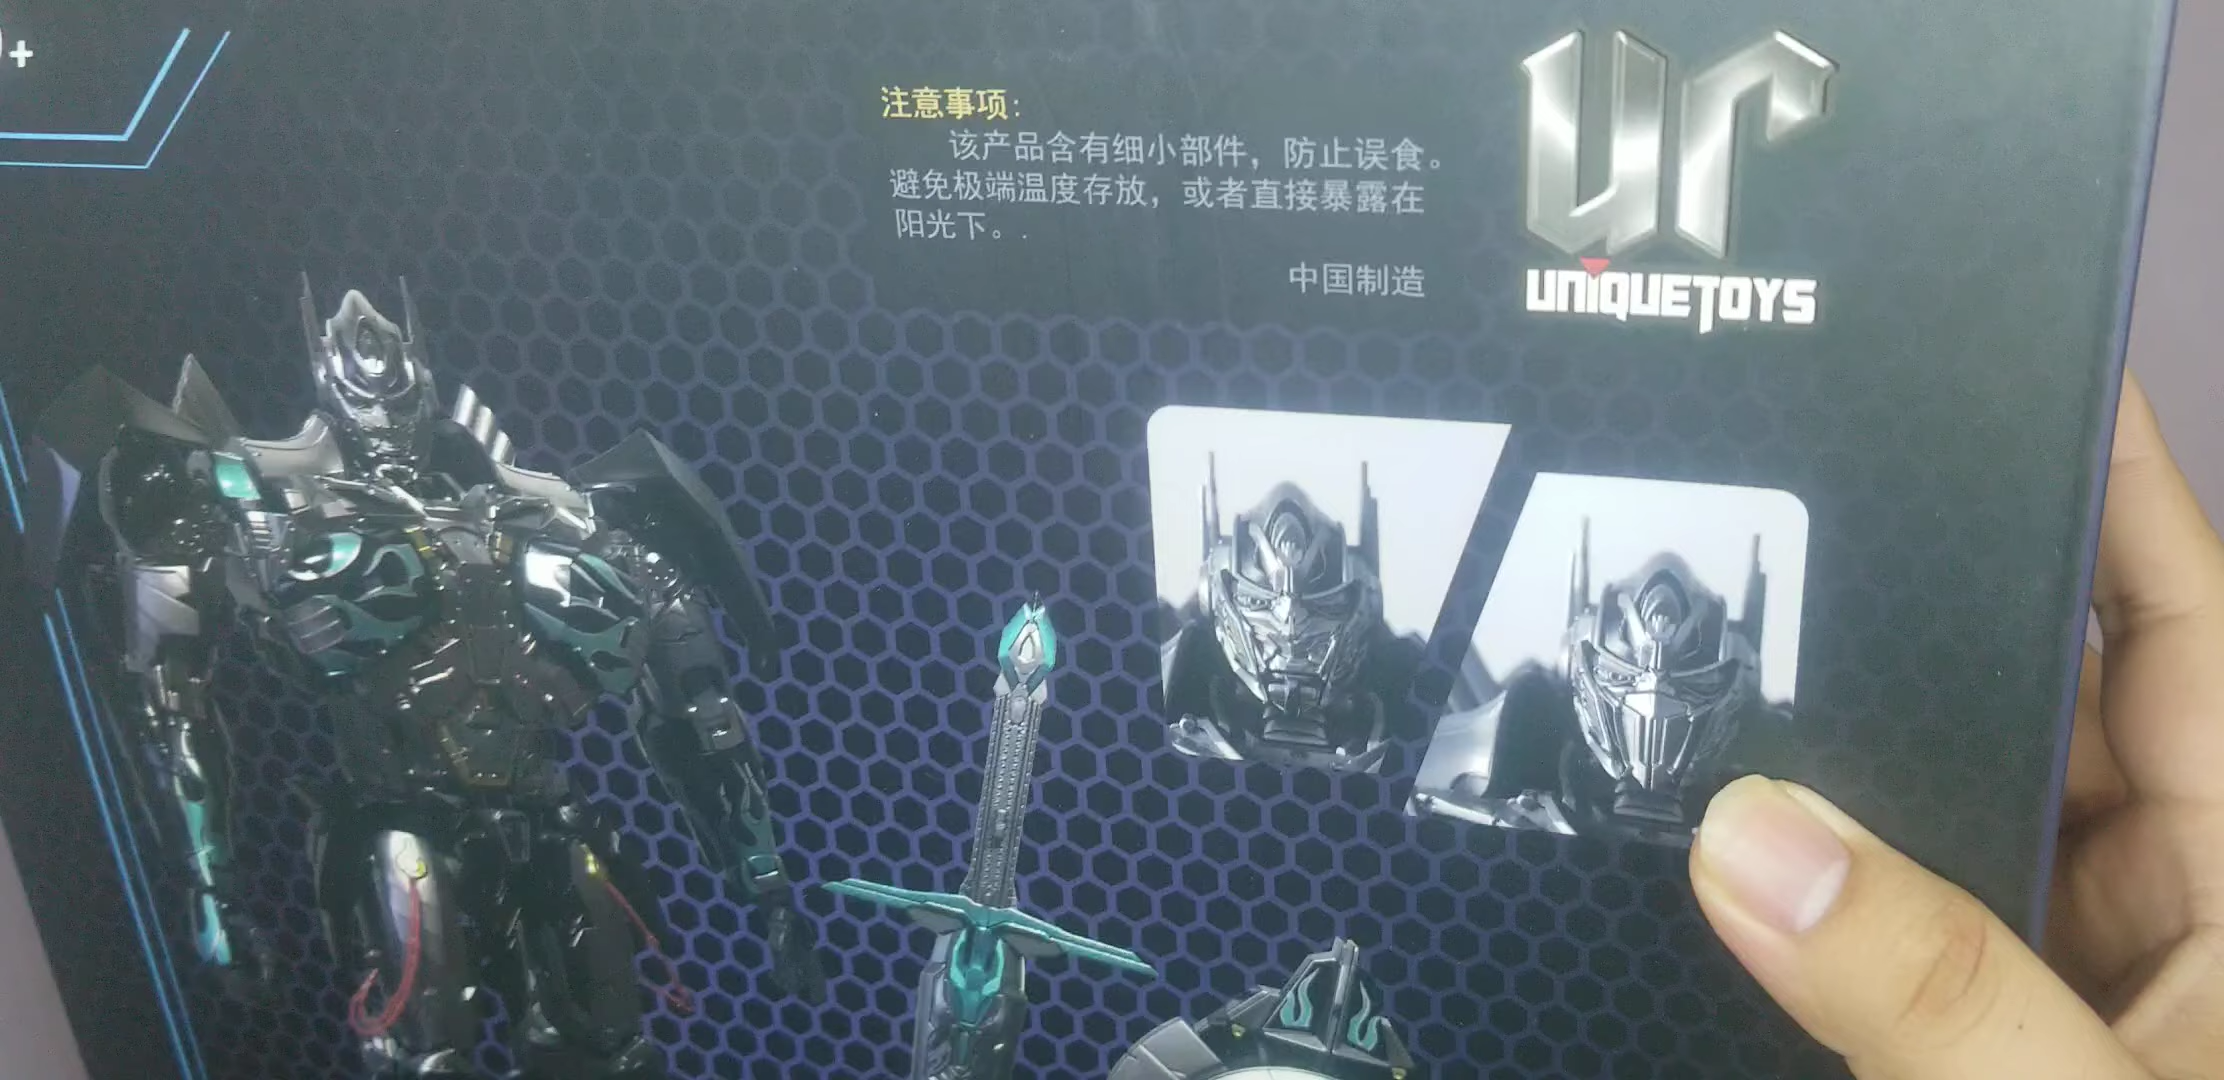 +
注意事项:
该产品含有细小部件，防止误食。
避免极端温度存放，或者直接暴露在
阳光下。.
中国制造
UT
UNIQUETOYS